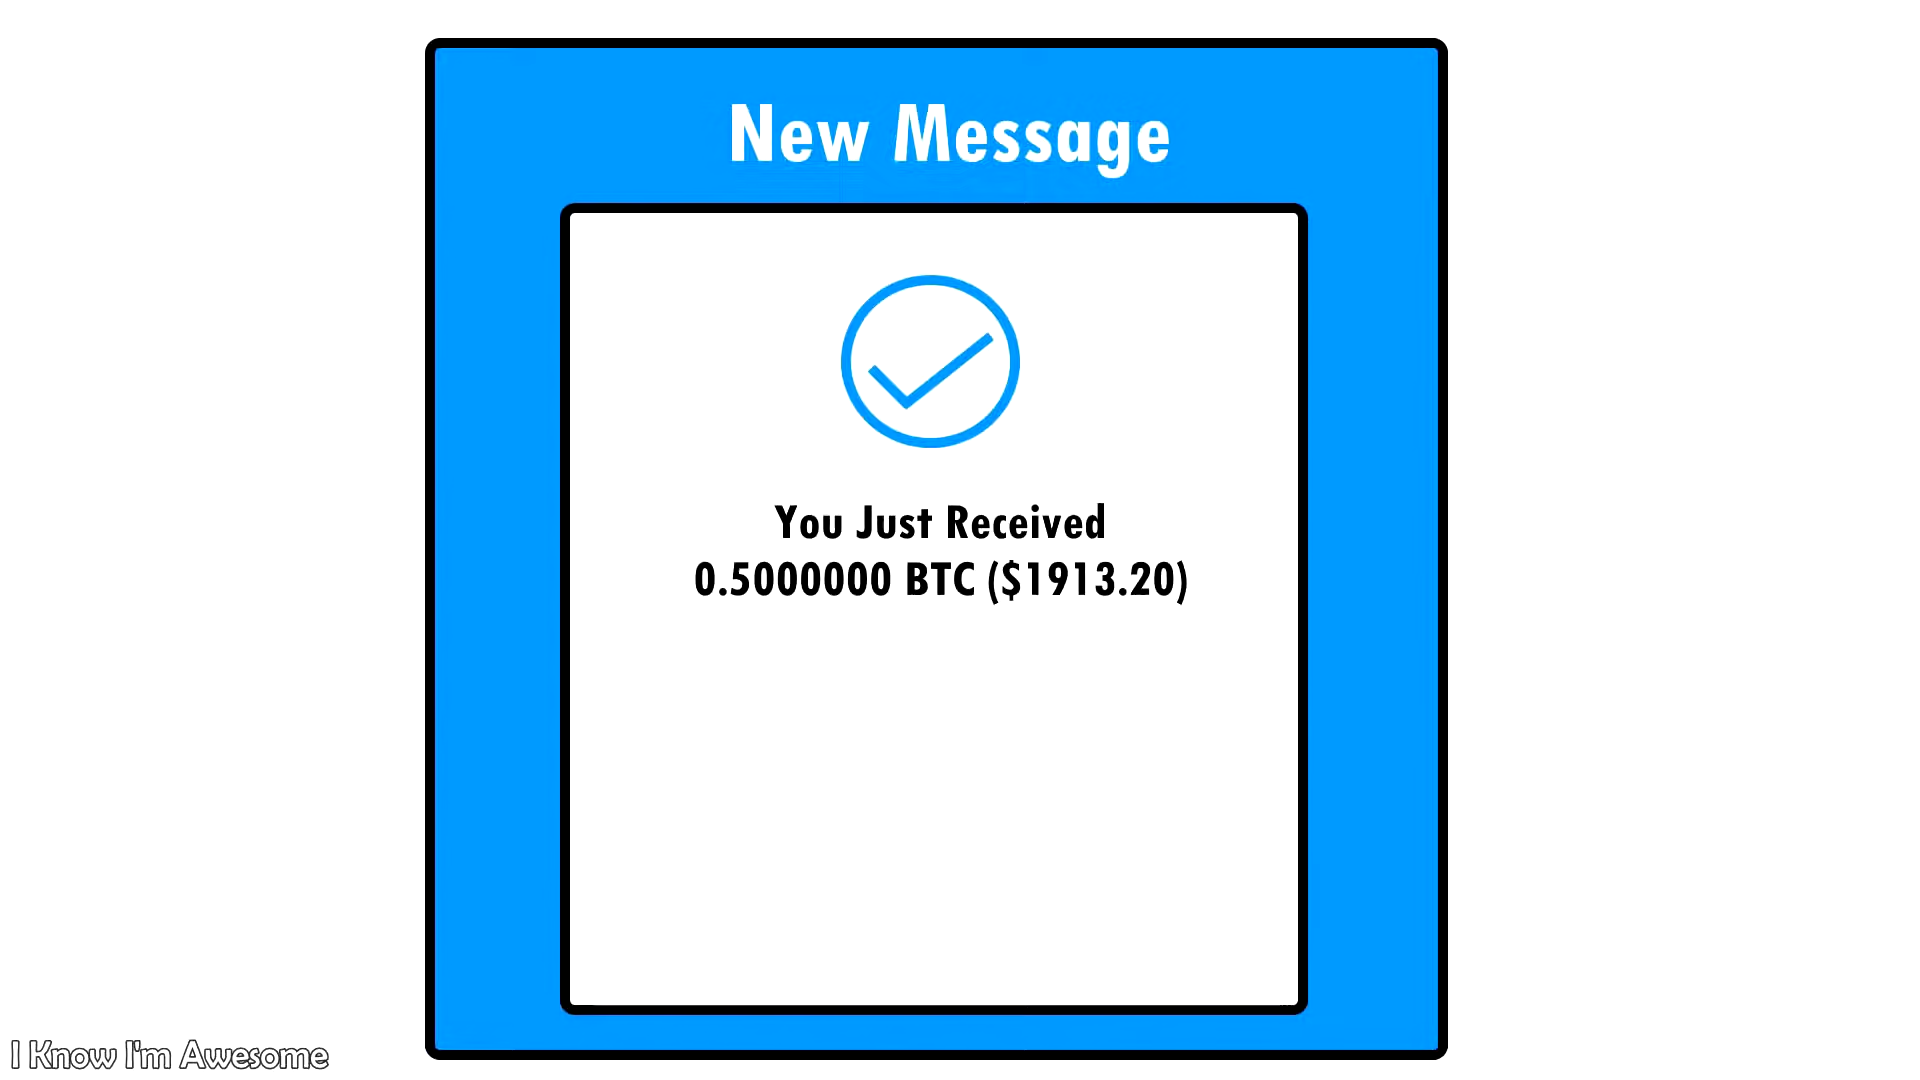 New Message
You Just Received
0.5000000 BTC ($1913.20)
I Know I'm Awesome